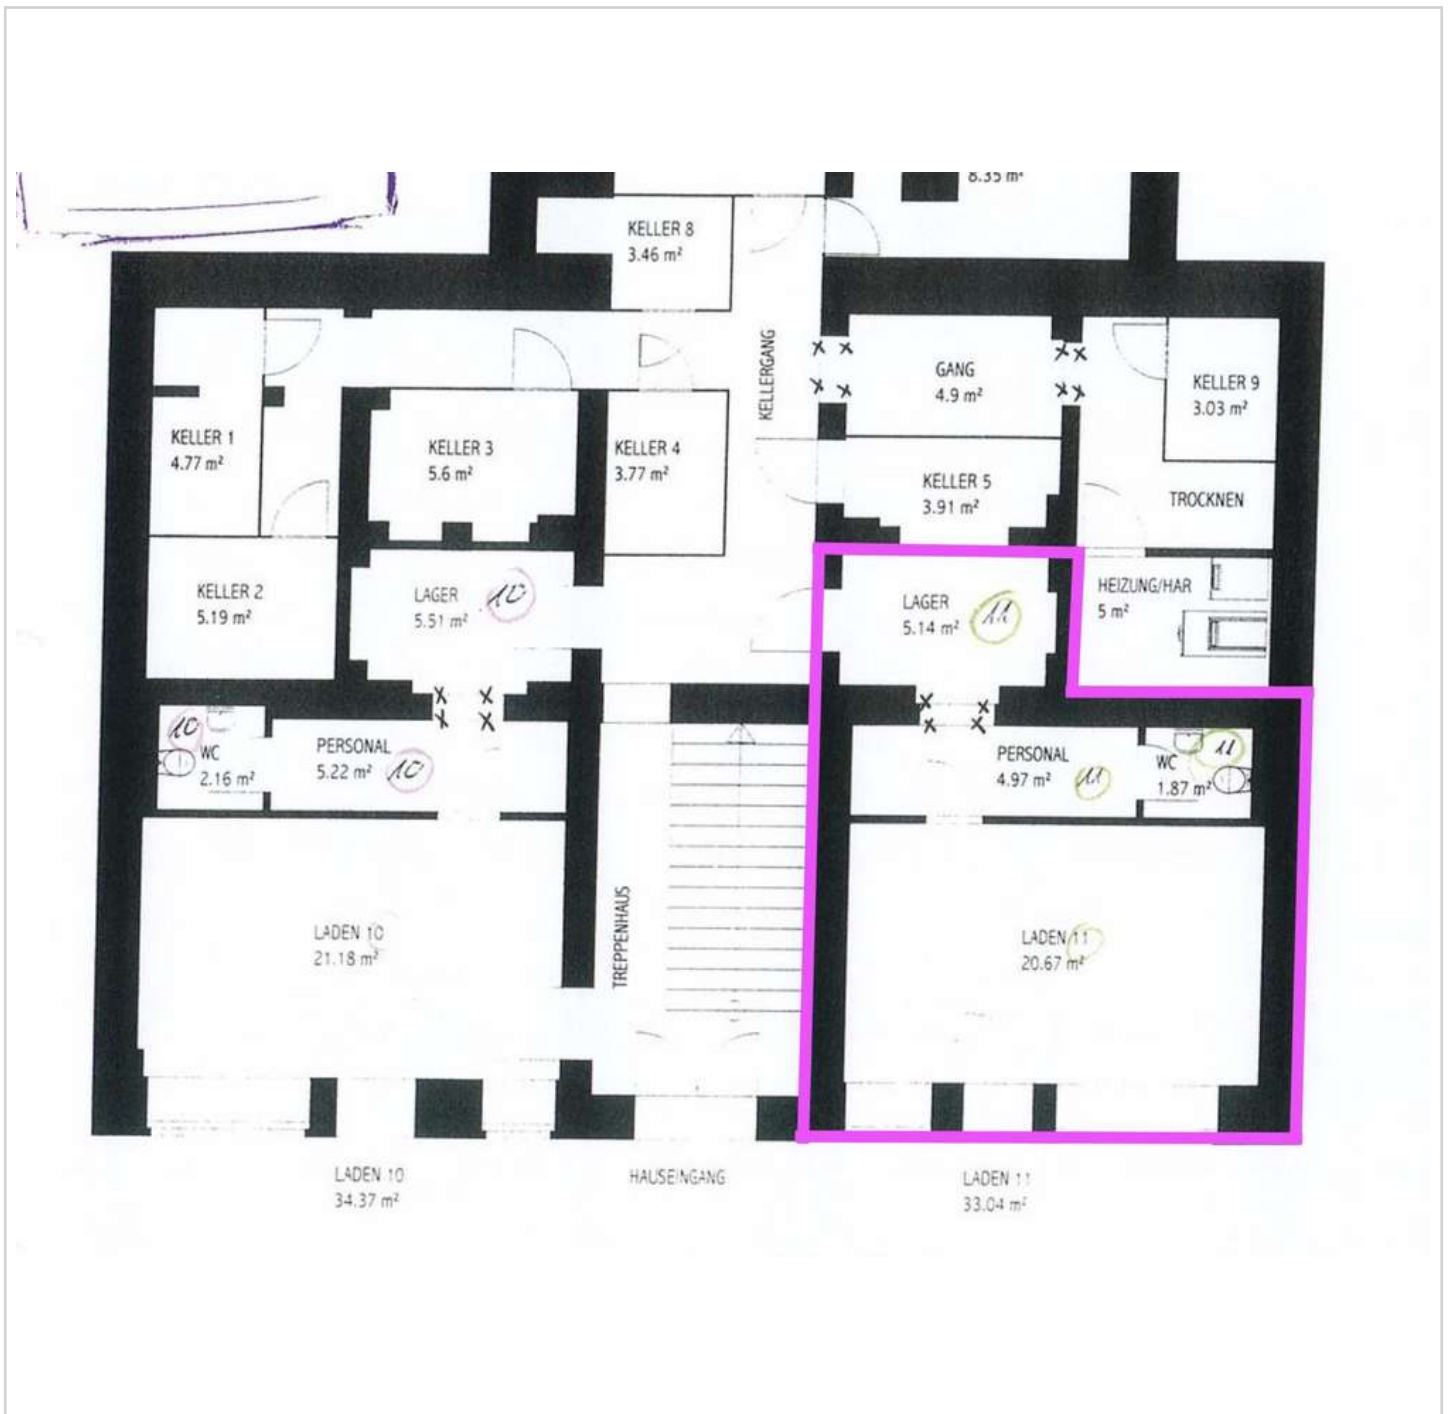 8.35 m²
KELLER 8
3.46 m²
KELLERGANG
GANG
4.9 m²
KELLER 9
3.03 m²
KELLER 1
4.77 m²
KELLER 3
5.6 m²
KELLER 4
3.77 m²
KELLER 5
3.91 m²
TROCKNEN
KELLER 2
5.19 m²
LAGER
5.51 m²
10
LAGER
5.14 m²
11
HEIZUNG/HAR
5 m²
10
WC
2.16 m²
PERSONAL
5.22 m²
10
PERSONAL
4.97 m²
11
WC
1.87 m²
11
TREPPENHAUS
LADEN 10
21.18 m²
LADEN 11
20.67 m²
LADEN 10
34.37 m²
HAUSEINGANG
LADEN 11
33.04 m²